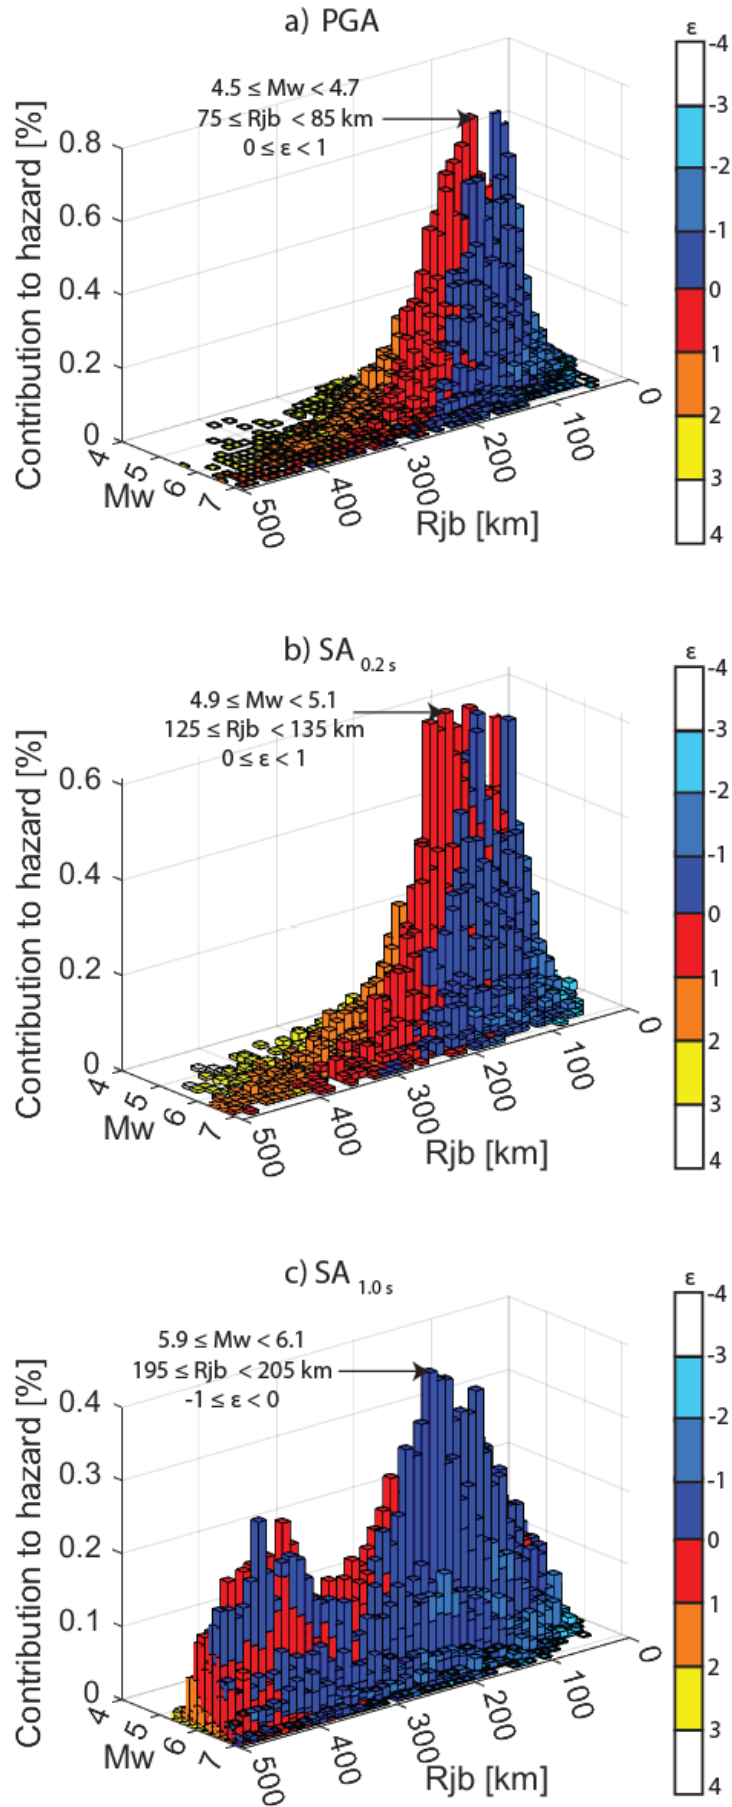 a) PGA
4.5 ≤ Mw < 4.7
75 ≤ Rjb < 85 km
0 ≤ ε < 1
Contribution to hazard [%]
0.8
0.6
0.4
0.2
0
4
5
6
7
Mw
500
400
300
200
100
0
Rjb [km]
ε
-4
-3
-2
-1
0
1
2
3
4
b) SA 0.2 s
4.9 ≤ Mw < 5.1
125 ≤ Rjb < 135 km
0 ≤ ε < 1
Contribution to hazard [%]
0.6
0.4
0.2
0
4
5
6
7
Mw
500
400
300
200
100
0
Rjb [km]
ε
-4
-3
-2
-1
0
1
2
3
4
c) SA 1.0 s
5.9 ≤ Mw < 6.1
195 ≤ Rjb < 205 km
-1 ≤ ε < 0
Contribution to hazard [%]
0.4
0.3
0.2
0.1
0
4
5
6
7
Mw
500
400
300
200
100
0
Rjb [km]
ε
-4
-3
-2
-1
0
1
2
3
4